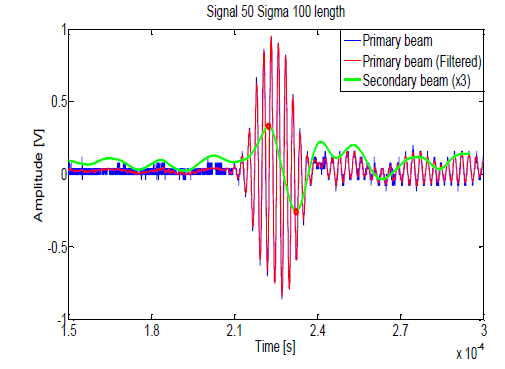 Signal 50 Sigma 100 length
Primary beam
Primary beam (Filtered)
Secondary beam (x3)
Amplitude [V]
1
0.5
0
-0.5
-1
1.5
1.8
2.1
2.4
2.7
3
Time [s]
x 10^-4